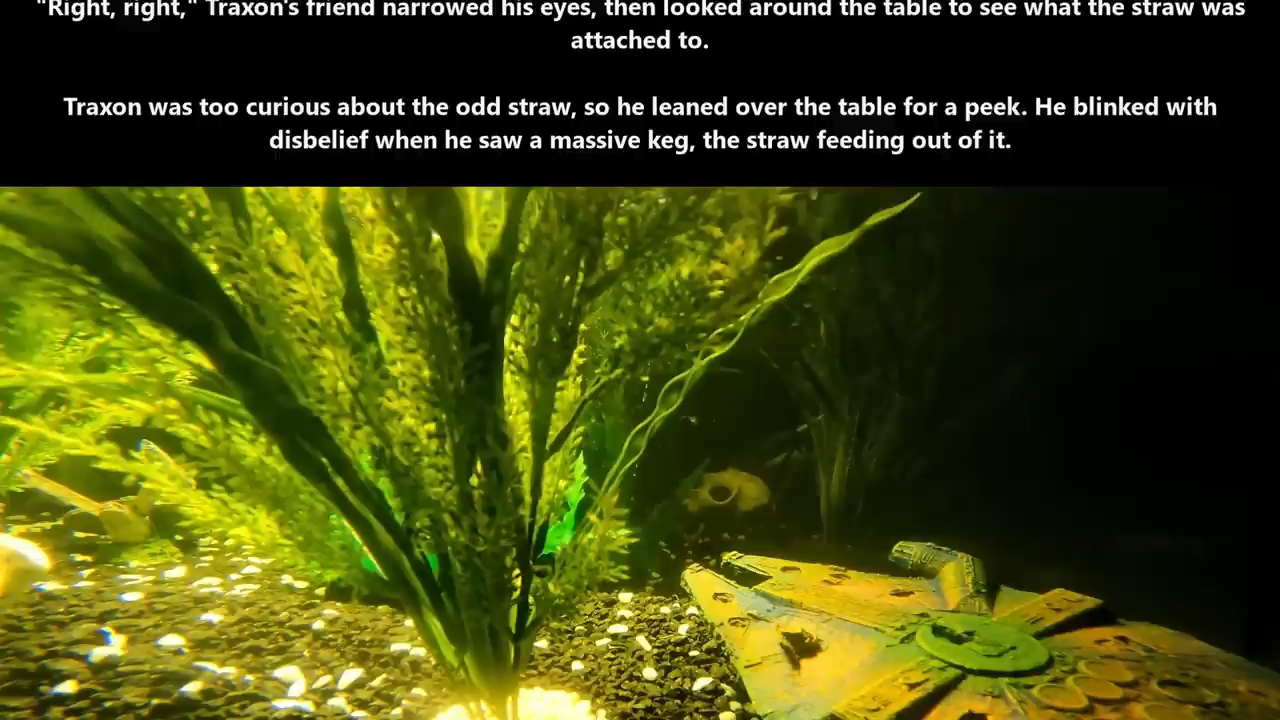 "Right, right," Traxon's friend narrowed his eyes, then looked around the table to see what the straw was
attached to.
Traxon was too curious about the odd straw, so he leaned over the table for a peek. He blinked with
disbelief when he saw a massive keg, the straw feeding out of it.